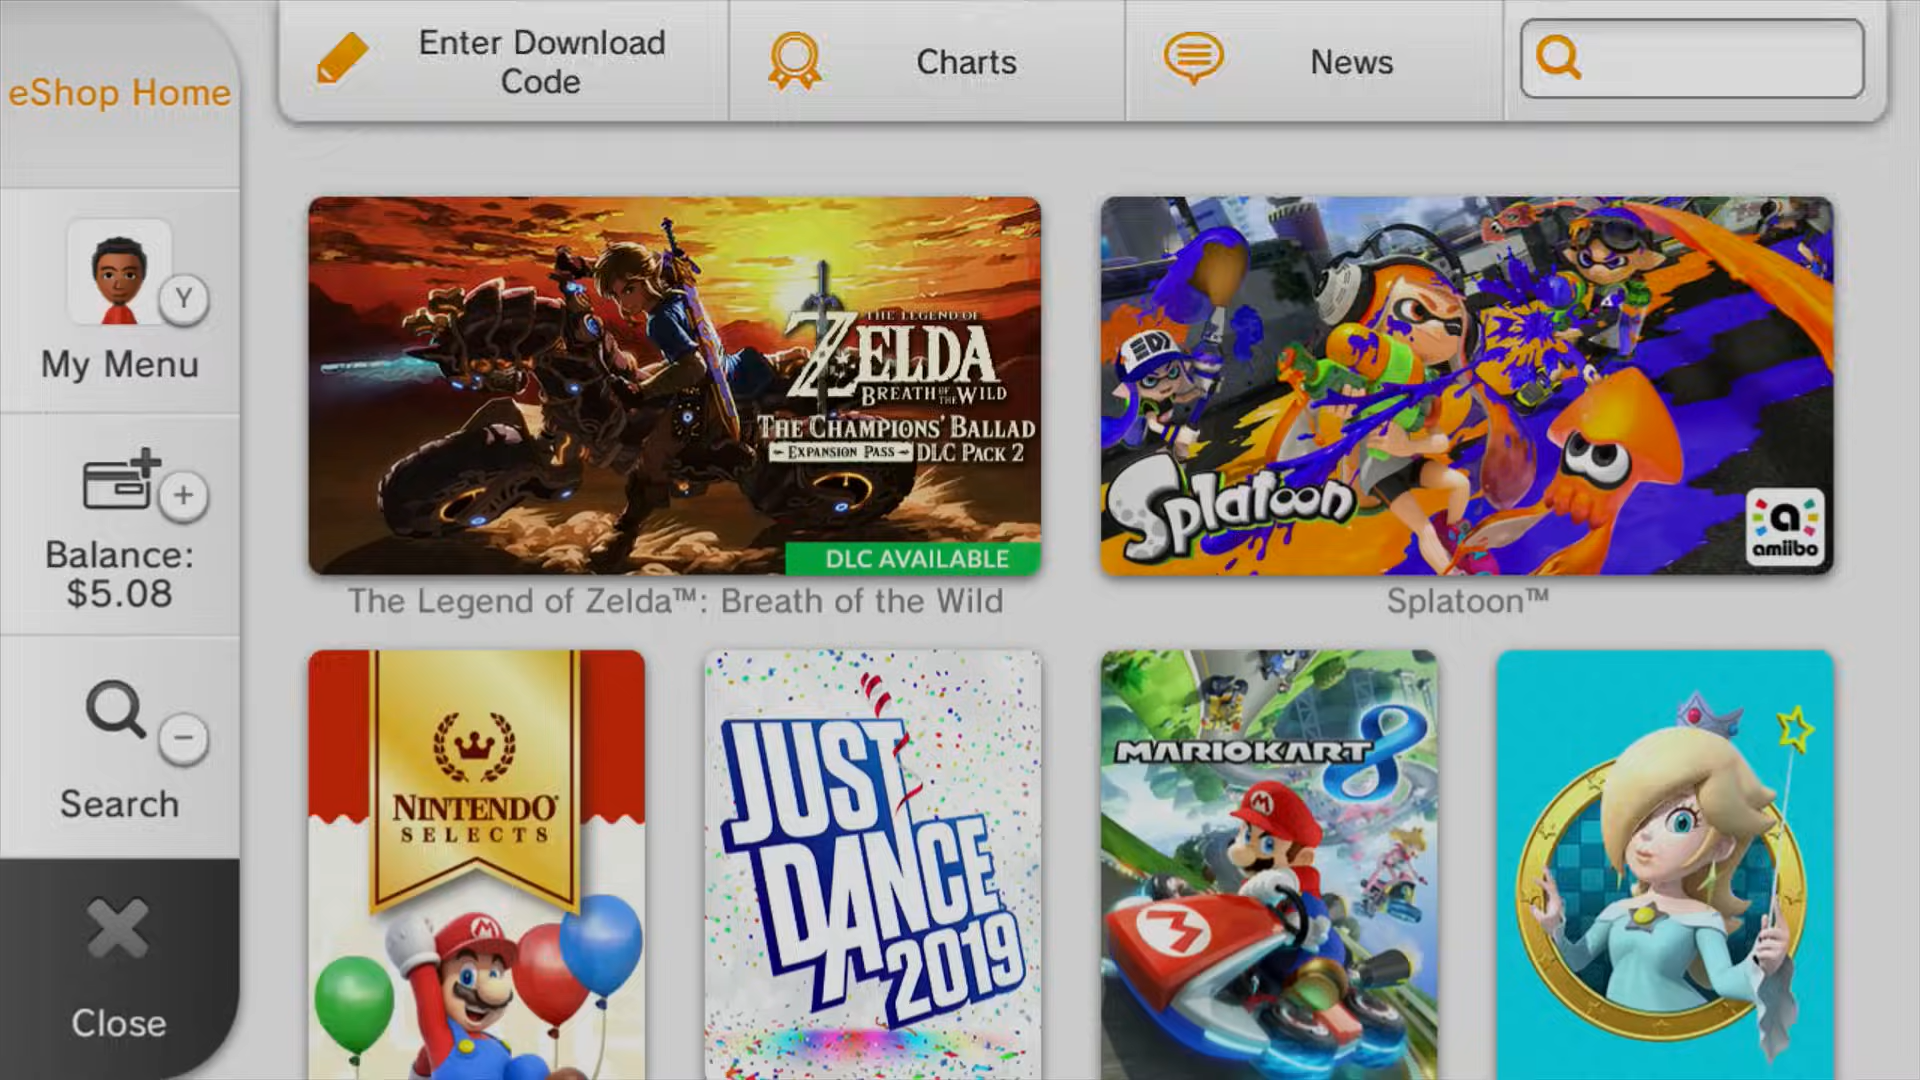 eShop Home
Enter Download
Code
Charts
News
Y
My Menu
+
Balance:
$5.08
−
Search
Close
THE LEGEND OF
ZELDA
BREATH OF THE WILD
THE CHAMPIONS' BALLAD
EXPANSION PASS DLC PACK 2
DLC AVAILABLE
The Legend of Zelda™: Breath of the Wild
Splatoon
a
amiibo
Splatoon™
NINTENDO
SELECTS
M
JUST
DANCE
2019
MARIOKART 8
M
M